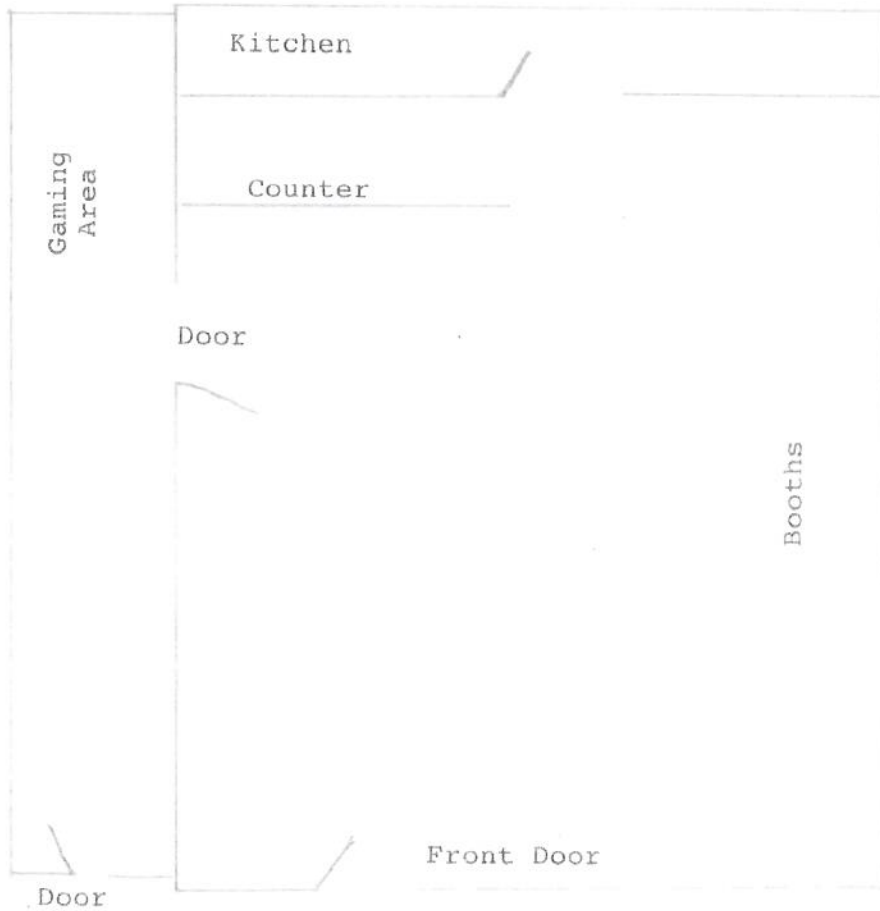 Kitchen
Gaming
Area
Counter
Door
Booths
Front Door
Door